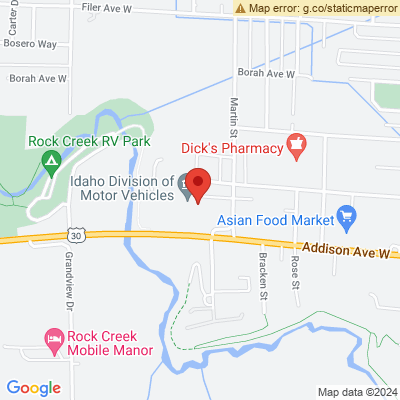 Map error: g.co/staticmaperror
Filer Ave W
Carter Dr
Bosero Way
Borah Ave W
Borah Ave W
Martin St
Rock Creek RV Park
Dick's Pharmacy
Idaho Division of
Motor Vehicles
Asian Food Market
30
Addison Ave W
Grandview Dr
Bracken St
Rose St
Rock Creek
Mobile Manor
Google
Map data ©2024